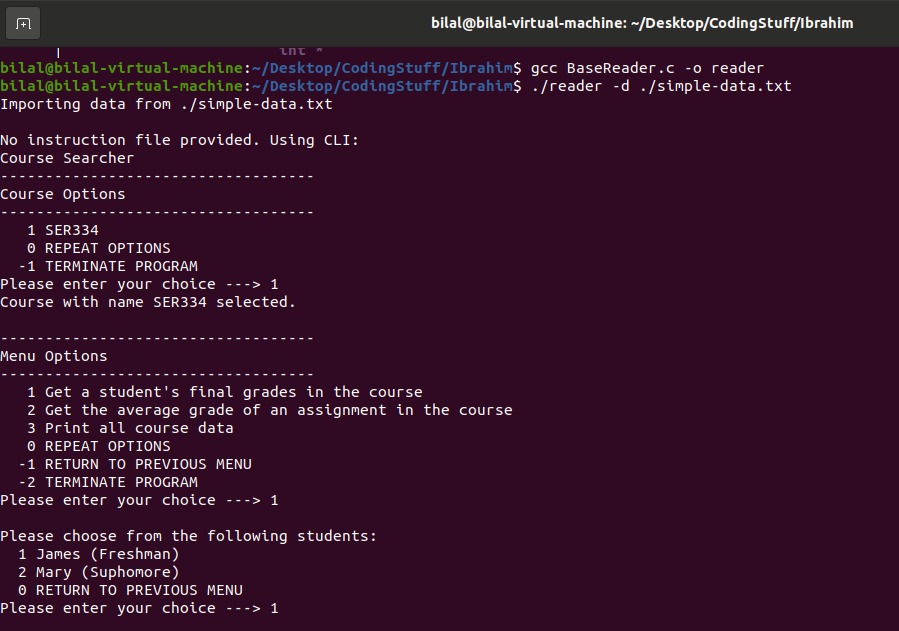 bilal@bilal-virtual-machine: ~/Desktop/CodingStuff/Ibrahim
int *
bilal@bilal-virtual-machine:~/Desktop/CodingStuff/Ibrahim$ gcc BaseReader.c -o reader
bilal@bilal-virtual-machine:~/Desktop/CodingStuff/Ibrahim$ ./reader -d ./simple-data.txt
Importing data from ./simple-data.txt
No instruction file provided. Using CLI:
Course Searcher
-----------------------------------
Course Options
-----------------------------------
   1 SER334
   0 REPEAT OPTIONS
  -1 TERMINATE PROGRAM
Please enter your choice ---> 1
Course with name SER334 selected.
-----------------------------------
Menu Options
-----------------------------------
   1 Get a student's final grades in the course
   2 Get the average grade of an assignment in the course
   3 Print all course data
   0 REPEAT OPTIONS
  -1 RETURN TO PREVIOUS MENU
  -2 TERMINATE PROGRAM
Please enter your choice ---> 1
Please choose from the following students:
  1 James (Freshman)
  2 Mary (Suphomore)
  0 RETURN TO PREVIOUS MENU
Please enter your choice ---> 1